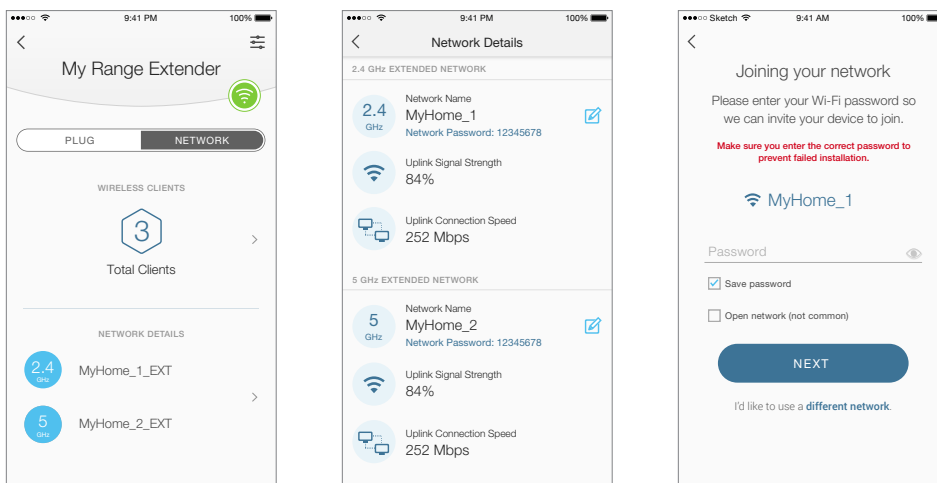 9:41 PM
100%
My Range Extender
PLUG
NETWORK
WIRELESS CLIENTS
3
Total Clients
NETWORK DETAILS
2.4
GHz
MyHome_1_EXT
5
GHz
MyHome_2_EXT
9:41 PM
100%
Network Details
2.4 GHz EXTENDED NETWORK
2.4
GHz
Network Name
MyHome_1
Network Password: 12345678
Uplink Signal Strength
84%
Uplink Connection Speed
252 Mbps
5 GHz EXTENDED NETWORK
5
GHz
Network Name
MyHome_2
Network Password: 12345678
Uplink Signal Strength
84%
Uplink Connection Speed
252 Mbps
Sketch
9:41 AM
100%
Joining your network
Please enter your Wi-Fi password so
we can invite your device to join.
Make sure you enter the correct password to
prevent failed installation.
MyHome_1
Password
Save password
Open network (not common)
NEXT
I'd like to use a different network.